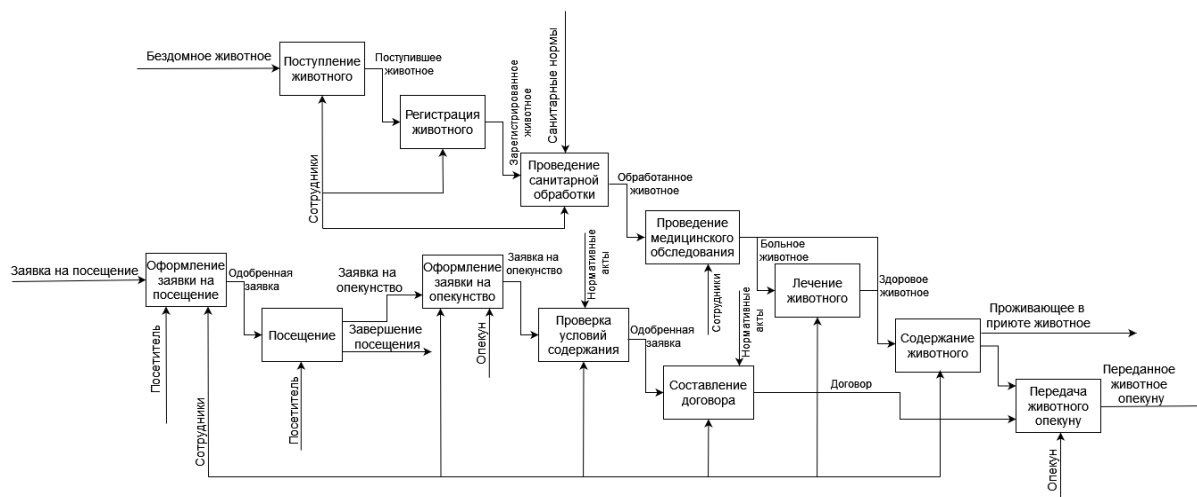 Бездомное животное
Поступление
животного
Поступившее
животное
Регистрация
животного
Зарегистрированное
животное
Санитарные нормы
Проведение
санитарной
обработки
Сотрудники
Обработанное
животное
Проведение
медицинского
обследования
Сотрудники
Больное
животное
Лечение
животного
Здоровое
животное
Заявка на посещение
Оформление
заявки на
посещение
Посетитель
Сотрудники
Одобренная
заявка
Посещение
Посетитель
Заявка на
опекунство
Завершение
посещения
Оформление
заявки на
опекунство
Опекун
Заявка на
опекунство
Нормативные
акты
Проверка
условий
содержания
Одобренная
заявка
Нормативные
акты
Составление
договора
Договор
Содержание
животного
Проживающее в
приюте животное
Передача
животного
опекуну
Опекун
Переданное
животное
опекуну